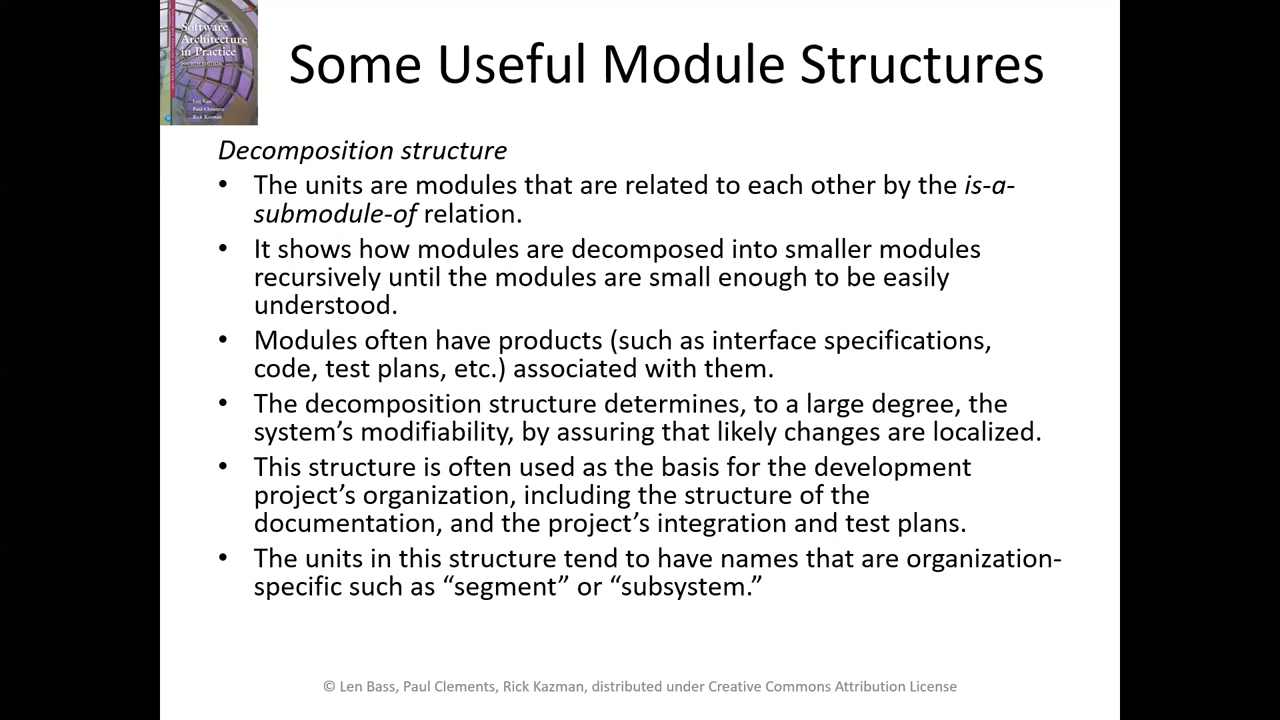 Software
Architecture
in Practice
FOURTH EDITION
Len Bass
Paul Clements
Rick Kazman
Some Useful Module Structures
Decomposition structure
• The units are modules that are related to each other by the is-a-
submodule-of relation.
• It shows how modules are decomposed into smaller modules
recursively until the modules are small enough to be easily
understood.
• Modules often have products (such as interface specifications,
code, test plans, etc.) associated with them.
• The decomposition structure determines, to a large degree, the
system’s modifiability, by assuring that likely changes are localized.
• This structure is often used as the basis for the development
project’s organization, including the structure of the
documentation, and the project’s integration and test plans.
• The units in this structure tend to have names that are organization-
specific such as “segment” or “subsystem.”
© Len Bass, Paul Clements, Rick Kazman, distributed under Creative Commons Attribution License